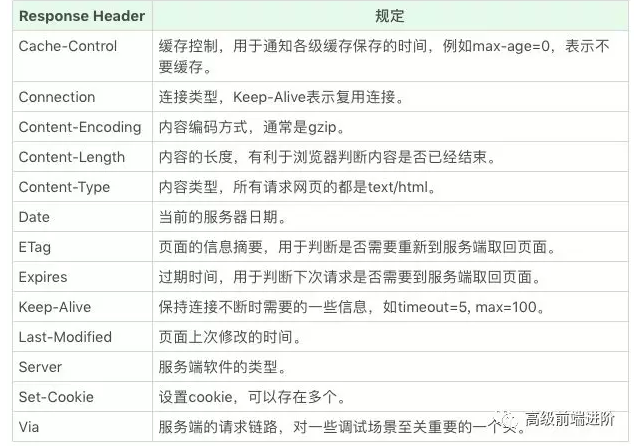 Response Header 规定
Cache-Control 缓存控制，用于通知各级缓存保存的时间，例如max-age=0，表示不
要缓存。
Connection 连接类型，Keep-Alive表示复用连接。
Content-Encoding 内容编码方式，通常是gzip。
Content-Length 内容的长度，有利于浏览器判断内容是否已经结束。
Content-Type 内容类型，所有请求网页的都是text/html。
Date 当前的服务器日期。
ETag 页面的信息摘要，用于判断是否需要重新到服务端取回页面。
Expires 过期时间，用于判断下次请求是否需要到服务端取回页面。
Keep-Alive 保持连接不断时需要的一些信息，如timeout=5, max=100。
Last-Modified 页面上次修改的时间。
Server 服务端软件的类型。
Set-Cookie 设置cookie，可以存在多个。
Via 服务端的请求链路，对一些调试场景至关重要的一个头。
高级前端进阶